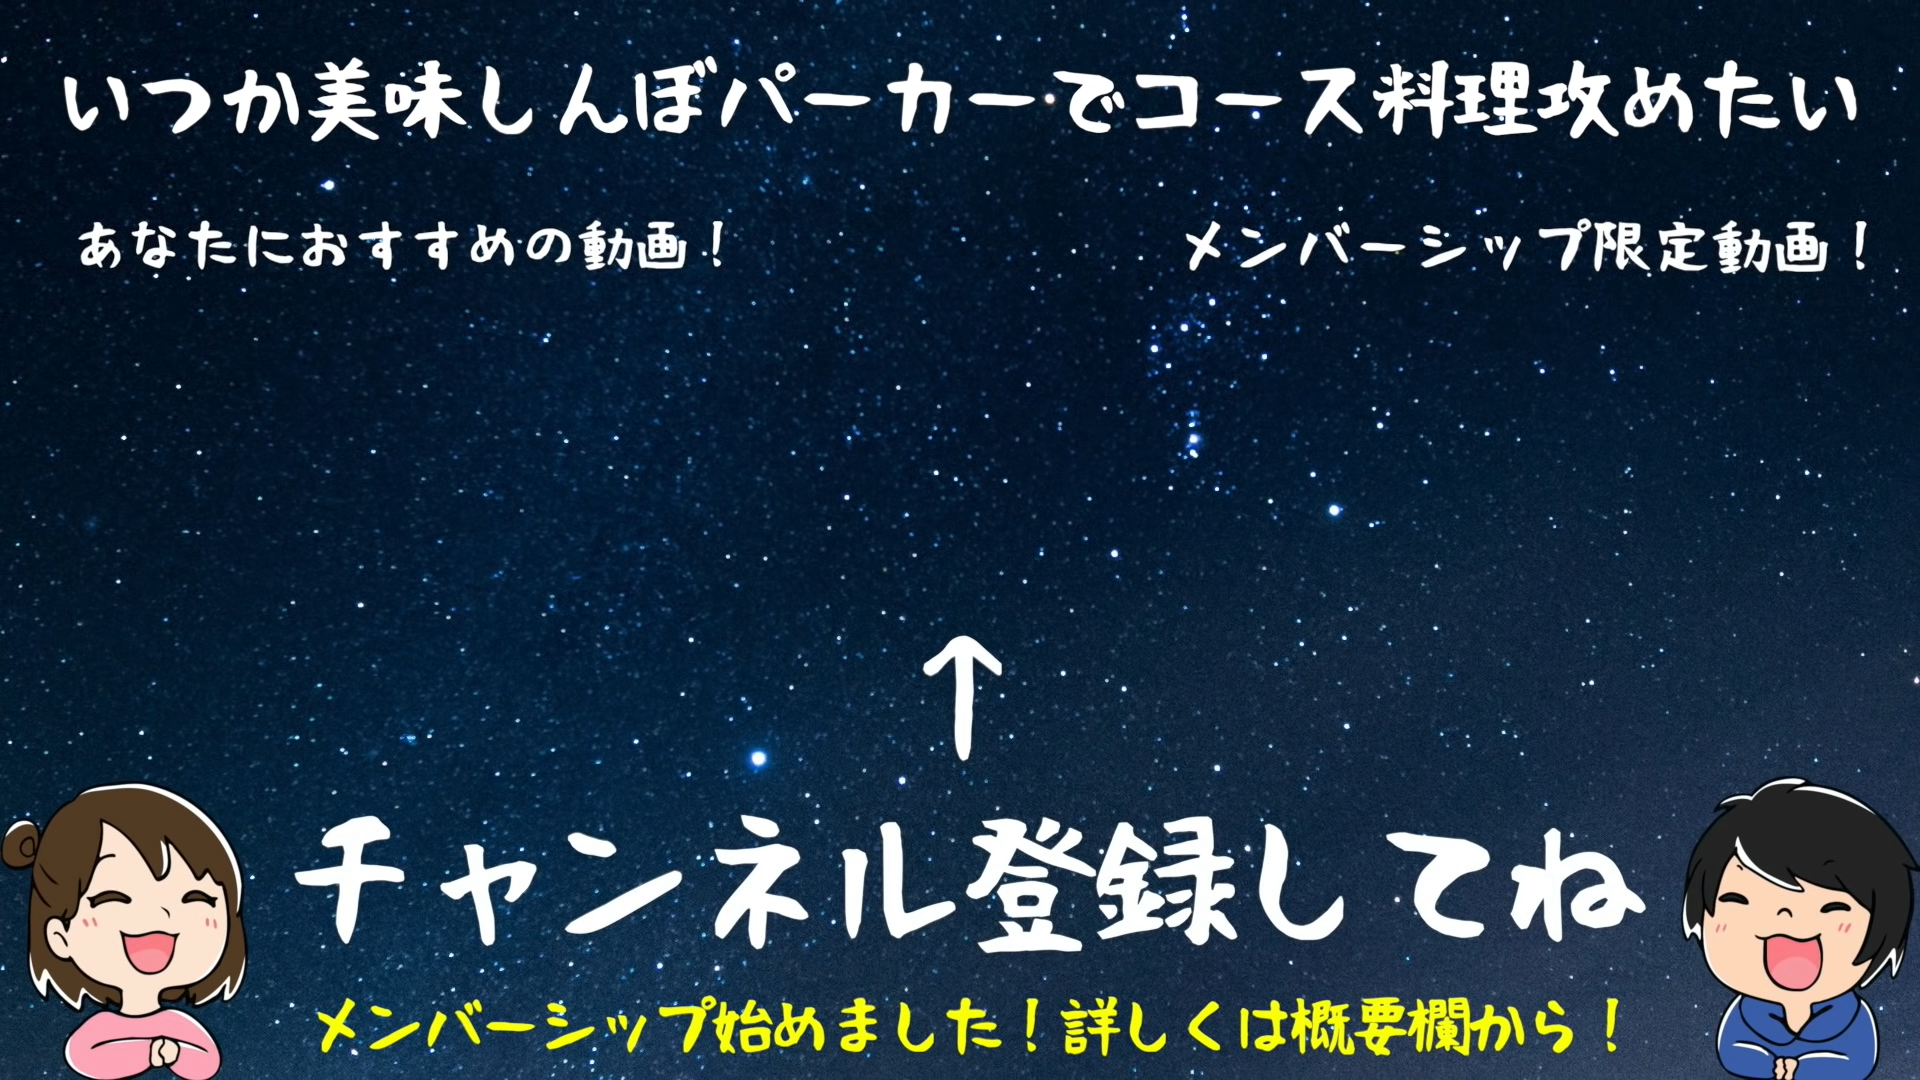 いつか美味しんぼパーカーでコース料理攻めたい
あなたにおすすめの動画！
メンバーシップ限定動画！
↑
チャンネル登録してね
メンバーシップ始めました！詳しくは概要欄から！